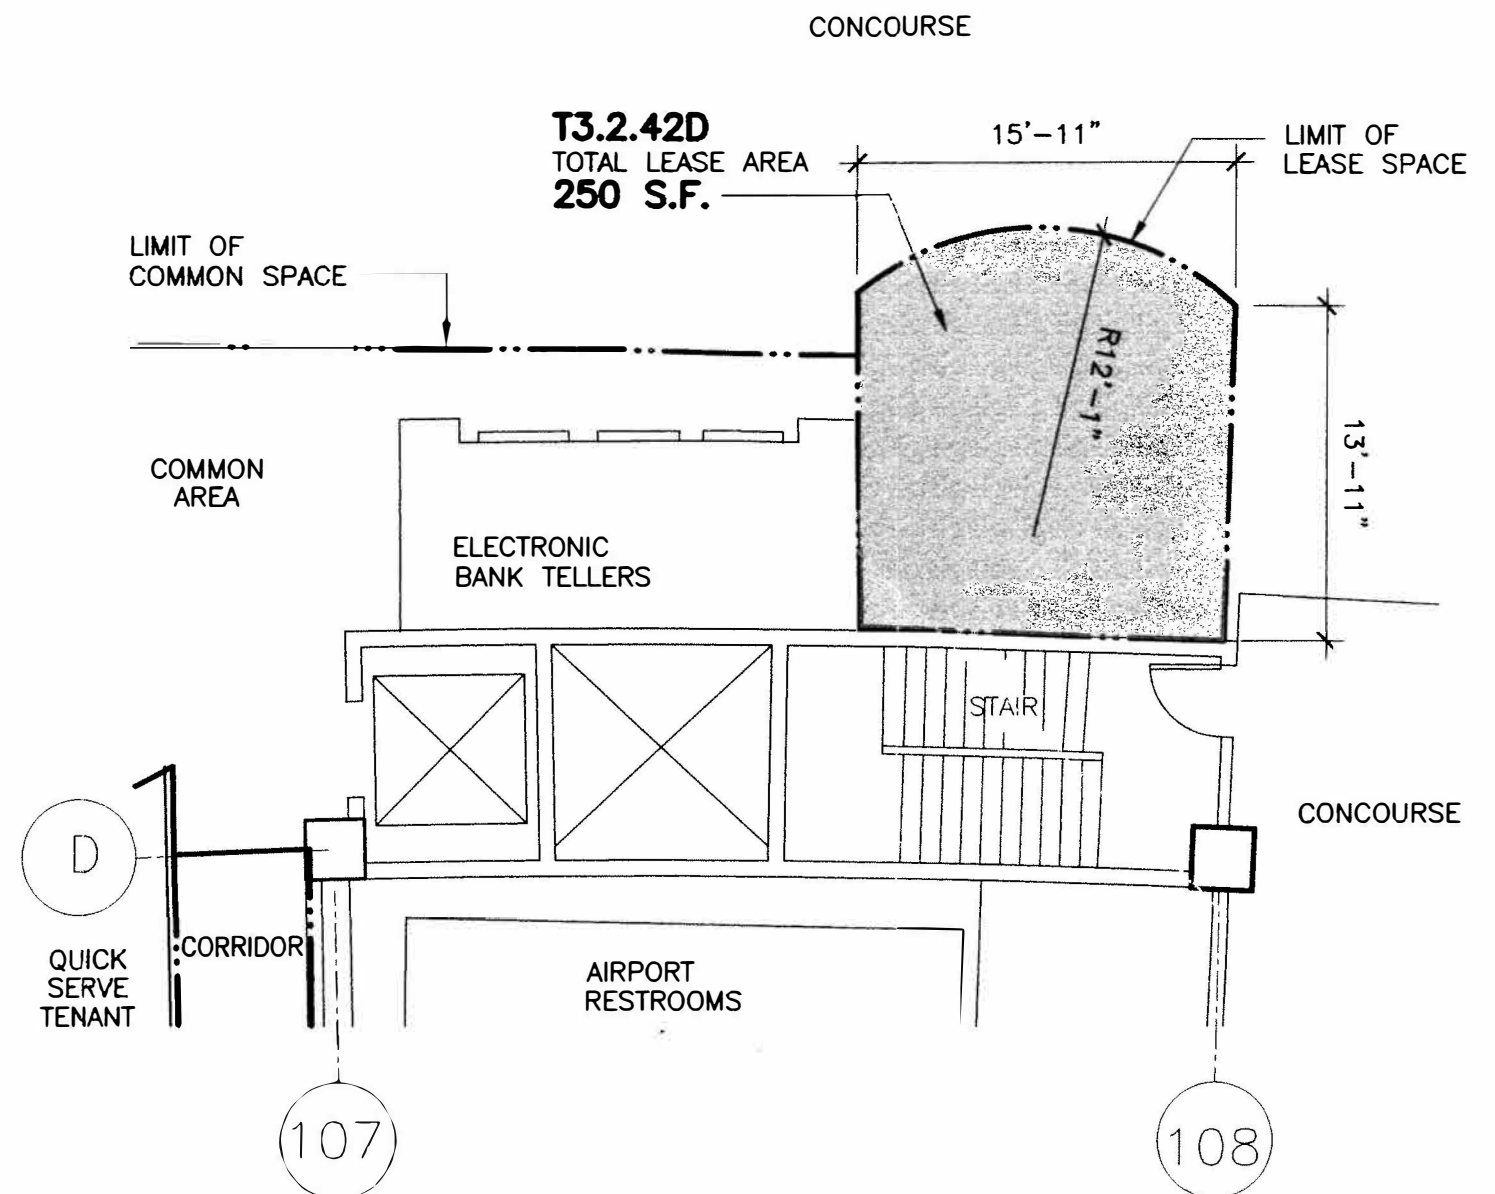 CONCOURSE
T3.2.42D
TOTAL LEASE AREA
250 S.F.
15'-11"
LIMIT OF
LEASE SPACE
LIMIT OF
COMMON SPACE
R12'-1"
13'-11"
COMMON
AREA
ELECTRONIC
BANK TELLERS
STAIR
CONCOURSE
D
CORRIDOR
QUICK
SERVE
TENANT
AIRPORT
RESTROOMS
107
108